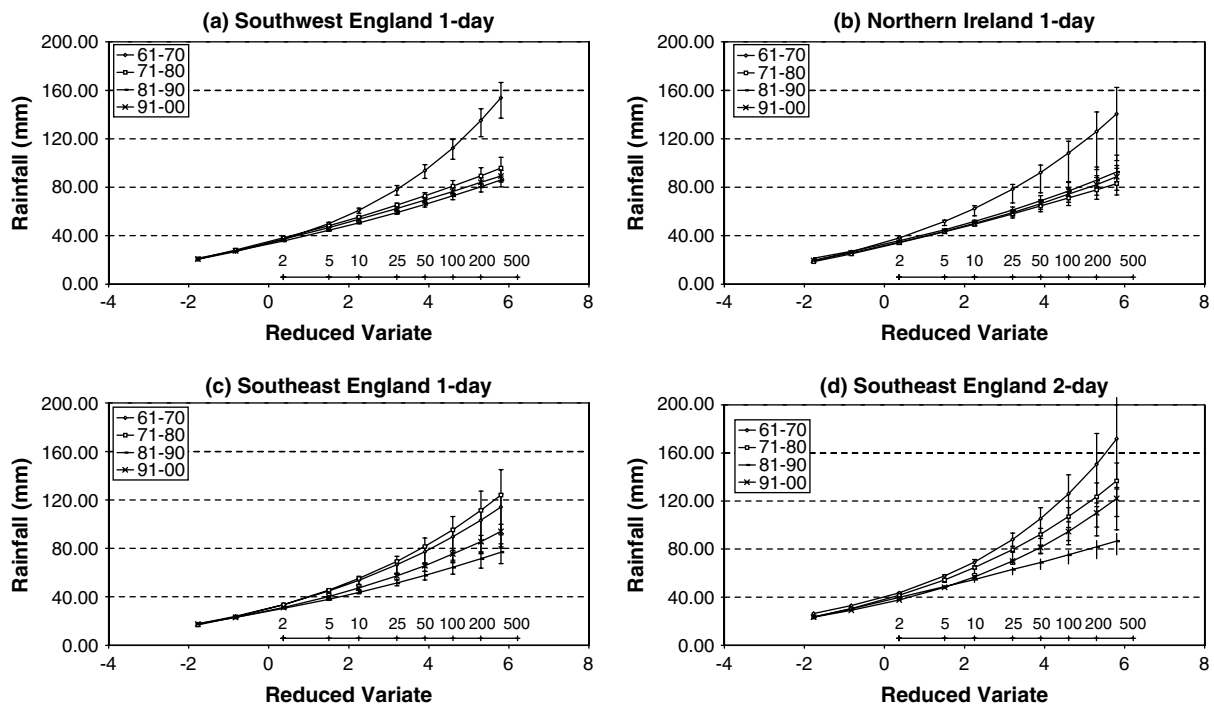 (a) Southwest England 1-day
200.00
160.00
120.00
80.00
40.00
0.00
Rainfall (mm)
61-70
71-80
81-90
91-00
2 5 10 25 50 100 200 500
-4 -2 0 2 4 6 8
Reduced Variate
(b) Northern Ireland 1-day
200.00
160.00
120.00
80.00
40.00
0.00
Rainfall (mm)
61-70
71-80
81-90
91-00
2 5 10 25 50 100 200 500
-4 -2 0 2 4 6 8
Reduced Variate
(c) Southeast England 1-day
200.00
160.00
120.00
80.00
40.00
0.00
Rainfall (mm)
61-70
71-80
81-90
91-00
2 5 10 25 50 100 200 500
-4 -2 0 2 4 6 8
Reduced Variate
(d) Southeast England 2-day
200.00
160.00
120.00
80.00
40.00
0.00
Rainfall (mm)
61-70
71-80
81-90
91-00
2 5 10 25 50 100 200 500
-4 -2 0 2 4 6 8
Reduced Variate